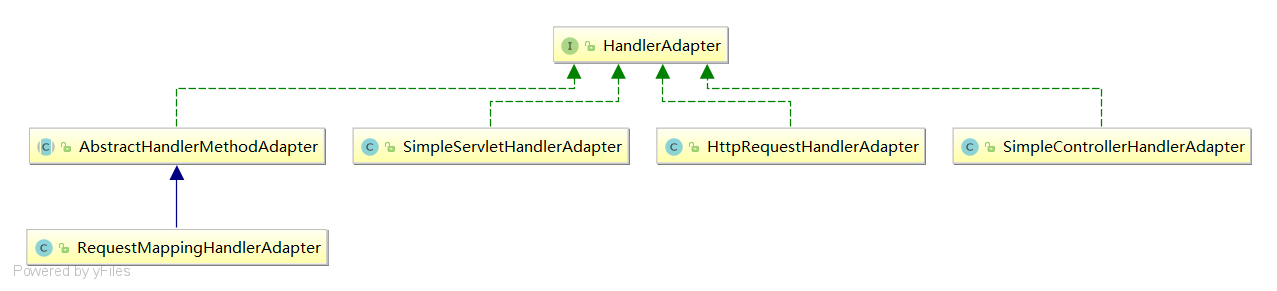 I HandlerAdapter
C AbstractHandlerMethodAdapter
C SimpleServletHandlerAdapter
C HttpRequestHandlerAdapter
C SimpleControllerHandlerAdapter
C RequestMappingHandlerAdapter
Powered by yFiles